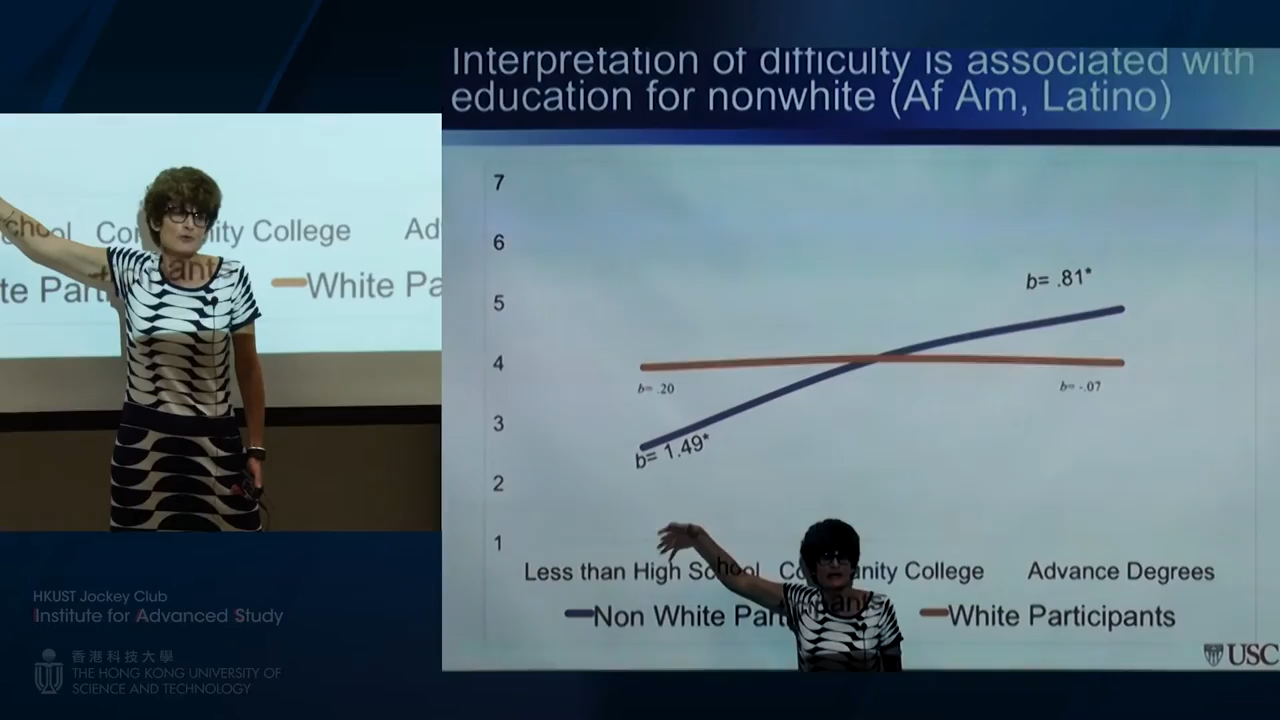 Interpretation of difficulty is associated with
education for nonwhite (Af Am, Latino)
7
6
5
4
3
2
1
b= .81*
b= .20
b= -.07
b= 1.49*
Less than High School Community College Advance Degrees
Non White Participants White Participants
USC
chool Community College Ad
te Participants White Pa
HKUST Jockey Club
Institute for Advanced Study
香港科技大學
THE HONG KONG UNIVERSITY OF
SCIENCE AND TECHNOLOGY